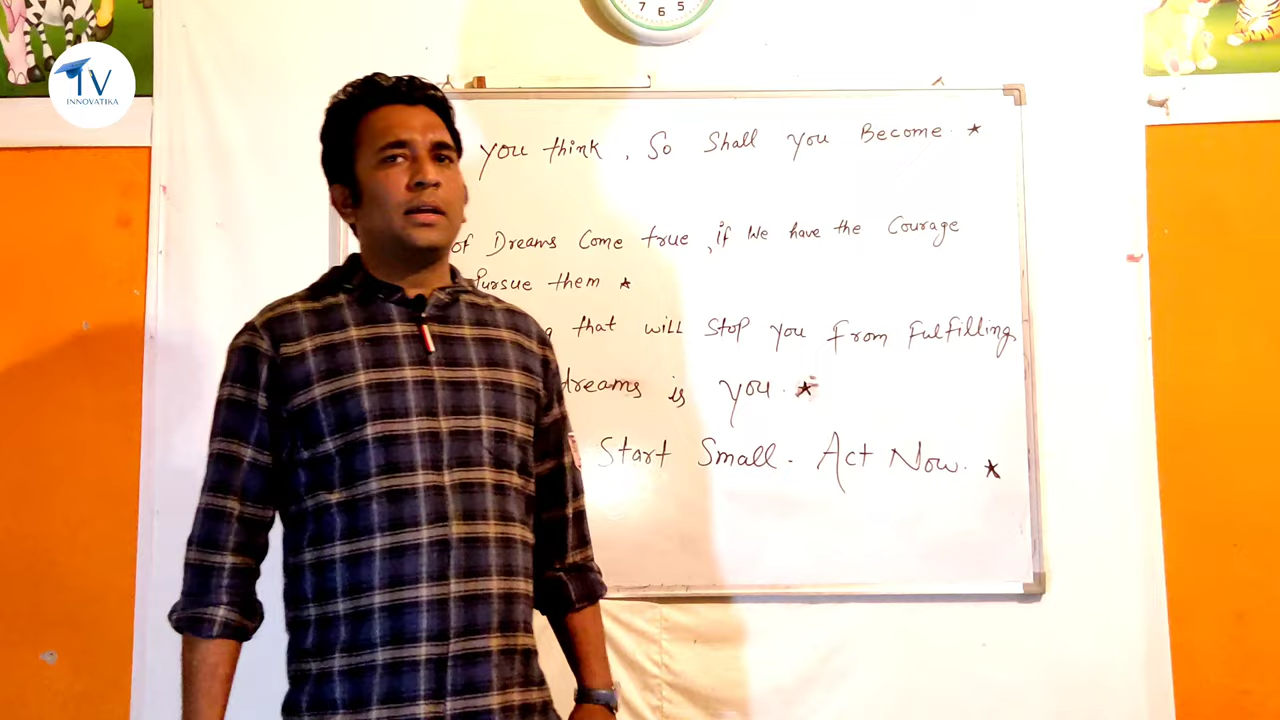 7 6 5
IV
INNOVATIKA
you think, So Shall you Become. ★
of Dreams Come true, if We have the Courage
Pursue them ★
g that will Stop you From Fulfilling
dreams is you. ★
Start Small. Act Now. ★